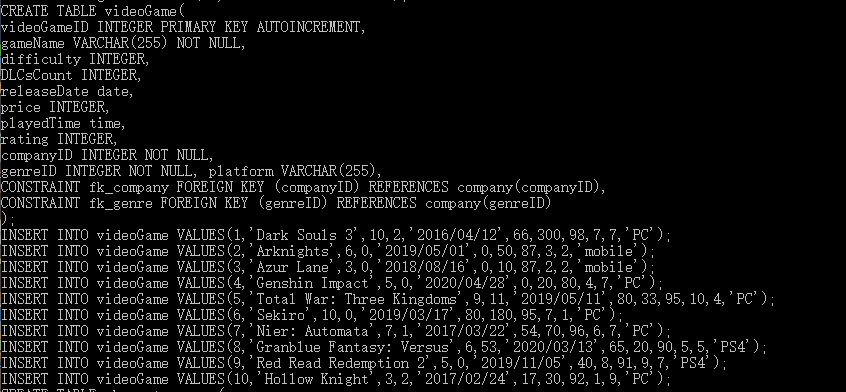 CREATE TABLE videoGame(
videoGameID INTEGER PRIMARY KEY AUTOINCREMENT,
gameName VARCHAR(255) NOT NULL,
difficulty INTEGER,
DLCsCount INTEGER,
releaseDate date,
price INTEGER,
playedTime time,
rating INTEGER,
companyID INTEGER NOT NULL,
genreID INTEGER NOT NULL, platform VARCHAR(255),
CONSTRAINT fk_company FOREIGN KEY (companyID) REFERENCES company(companyID),
CONSTRAINT fk_genre FOREIGN KEY (genreID) REFERENCES company(genreID)
);
INSERT INTO videoGame VALUES(1,'Dark Souls 3',10,2,'2016/04/12',66,300,98,7,7,'PC');
INSERT INTO videoGame VALUES(2,'Arknights',6,0,'2019/05/01',0,50,87,3,2,'mobile');
INSERT INTO videoGame VALUES(3,'Azur Lane',3,0,'2018/08/16',0,10,87,2,2,'mobile');
INSERT INTO videoGame VALUES(4,'Genshin Impact',5,0,'2020/04/28',0,20,80,4,7,'PC');
INSERT INTO videoGame VALUES(5,'Total War: Three Kingdoms',9,11,'2019/05/11',80,33,95,10,4,'PC');
INSERT INTO videoGame VALUES(6,'Sekiro',10,0,'2019/03/17',80,180,95,7,1,'PC');
INSERT INTO videoGame VALUES(7,'Nier: Automata',7,1,'2017/03/22',54,70,96,6,7,'PC');
INSERT INTO videoGame VALUES(8,'Granblue Fantasy: Versus',6,53,'2020/03/13',65,20,90,5,5,'PS4');
INSERT INTO videoGame VALUES(9,'Red Read Redemption 2',5,0,'2019/11/05',40,8,91,9,7,'PS4');
INSERT INTO videoGame VALUES(10,'Hollow Knight',3,2,'2017/02/24',17,30,92,1,9,'PC');